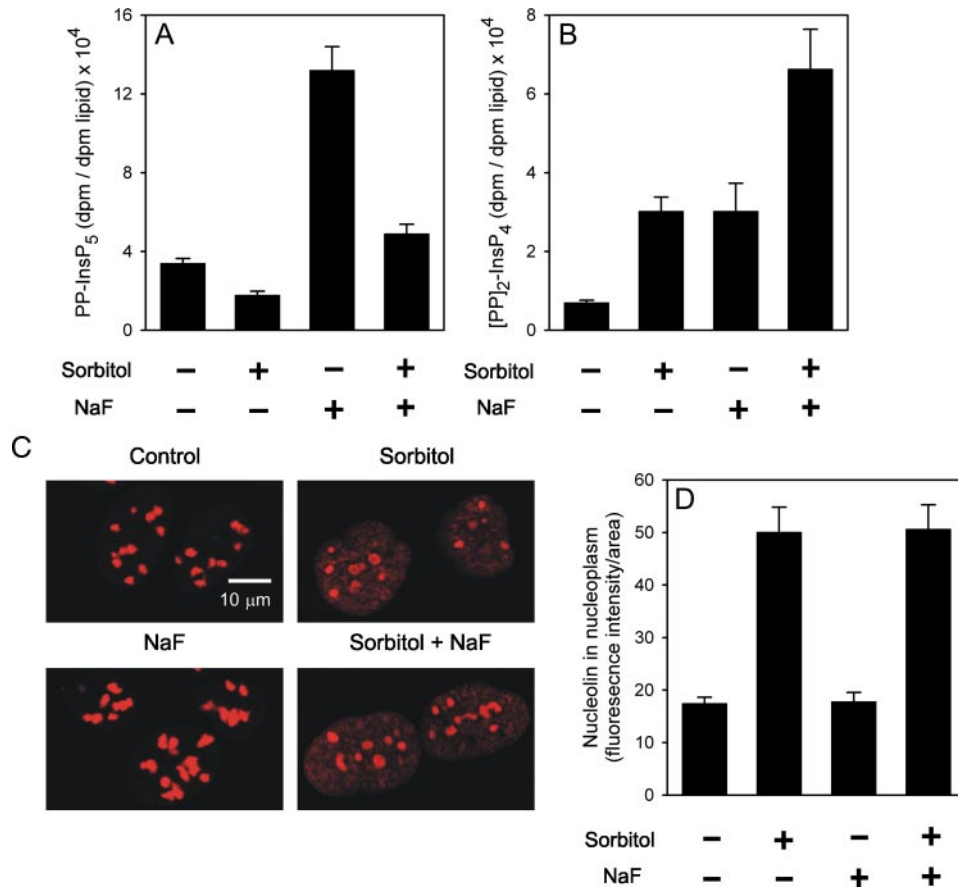 A
PP-InsP5 (dpm / dpm lipid) x 10^4
16
12
8
4
0
Sorbitol − + − +
NaF − − + +
B
[PP]2-InsP4 (dpm / dpm lipid) x 10^4
8
6
4
2
0
Sorbitol − + − +
NaF − − + +
C
Control
Sorbitol
10 μm
NaF
Sorbitol + NaF
D
Nucleolin in nucleoplasm
(fluoresecnce intensity/area)
60
50
40
30
20
10
0
Sorbitol − + − +
NaF − − + +